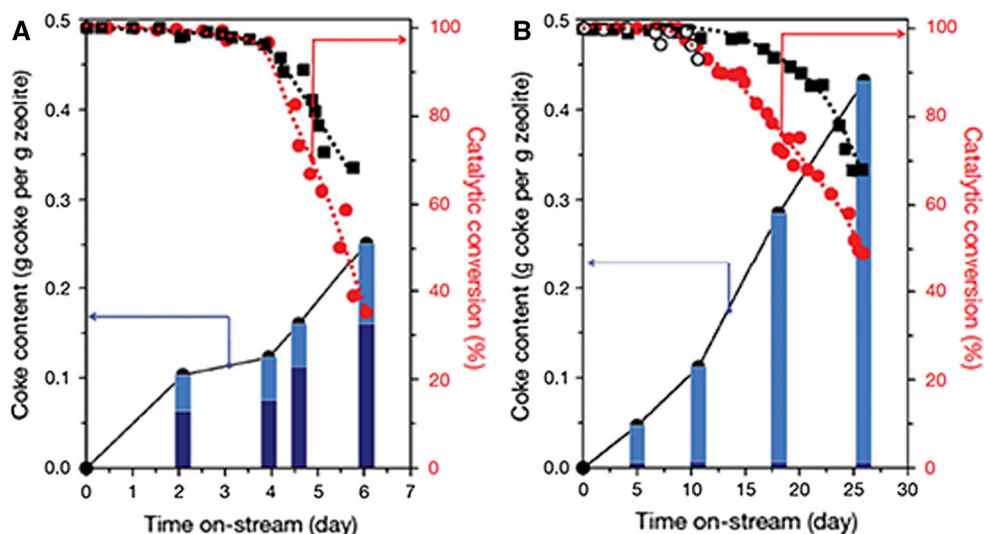 A
Coke content (g coke per g zeolite)
0.5
0.4
0.3
0.2
0.1
0.0
100
80
60
40
20
0
Catalytic conversion (%)
0 1 2 3 4 5 6 7
Time on-stream (day)
B
Coke content (g coke per g zeolite)
0.5
0.4
0.3
0.2
0.1
0.0
100
80
60
40
20
0
Catalytic conversion (%)
0 5 10 15 20 25 30
Time on-stream (day)